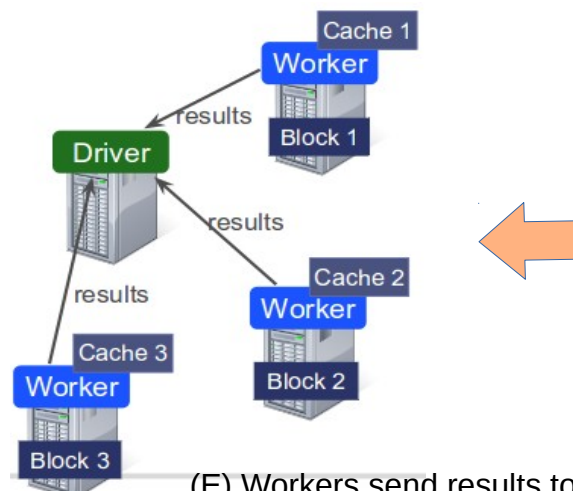 Cache 1
Worker
results
Block 1
Driver
results
Cache 2
results
Worker
Cache 3
Block 2
Worker
Block 3
(E) Workers send results to